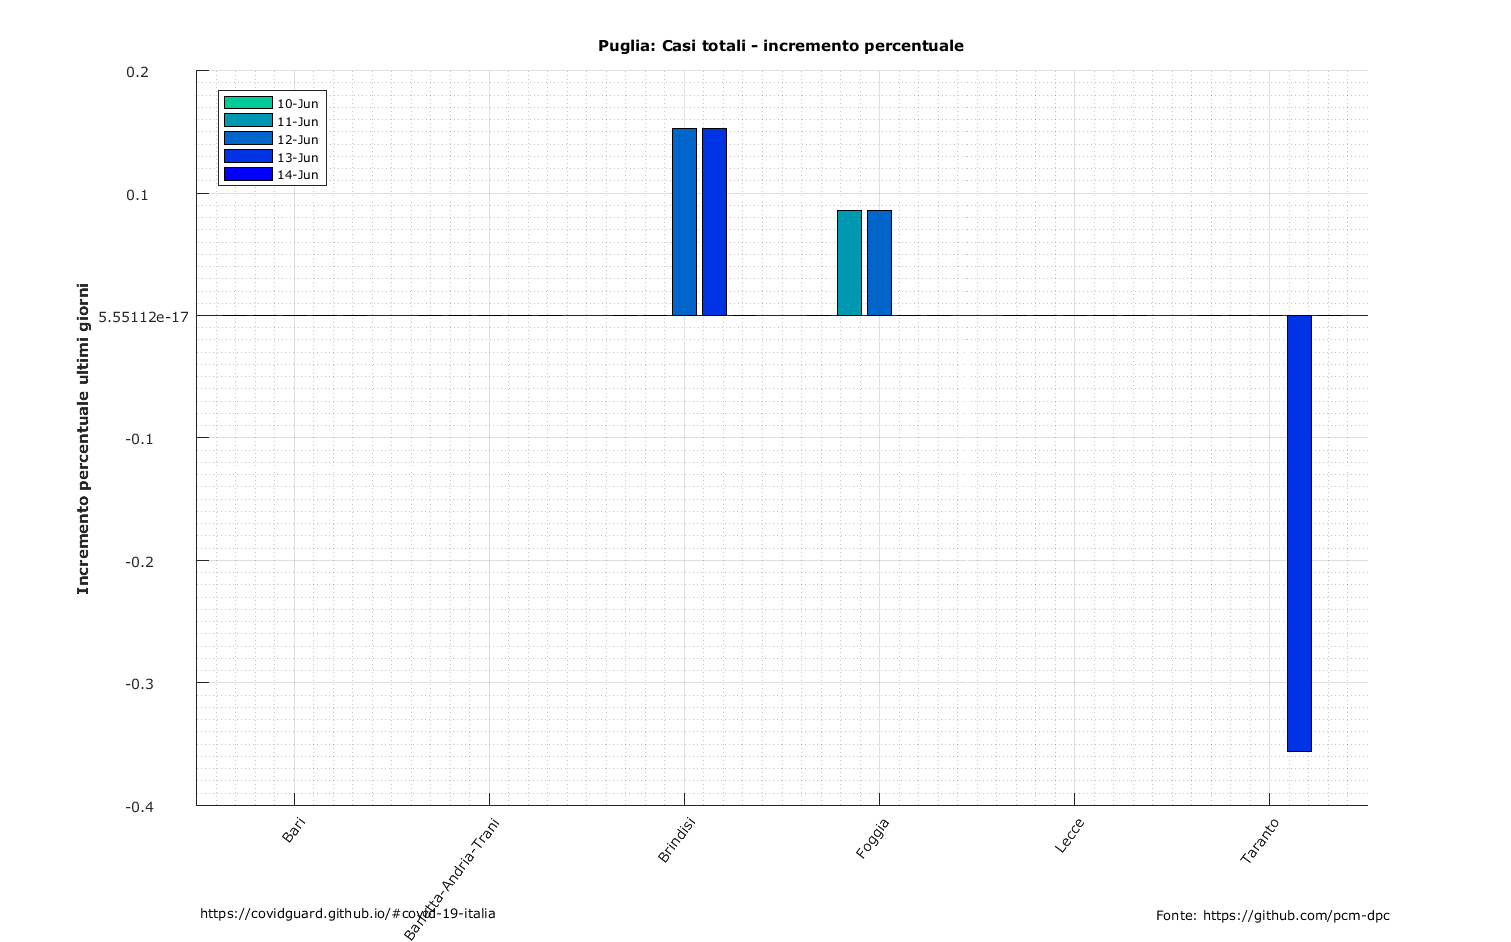 Puglia: Casi totali - incremento percentuale
Incremento percentuale ultimi giorni
0.2
0.1
5.55112e-17
-0.1
-0.2
-0.3
-0.4
10-Jun
11-Jun
12-Jun
13-Jun
14-Jun
Bari
Barletta-Andria-Trani
Brindisi
Foggia
Lecce
Taranto
https://covidguard.github.io/#covid-19-italia
Fonte: https://github.com/pcm-dpc